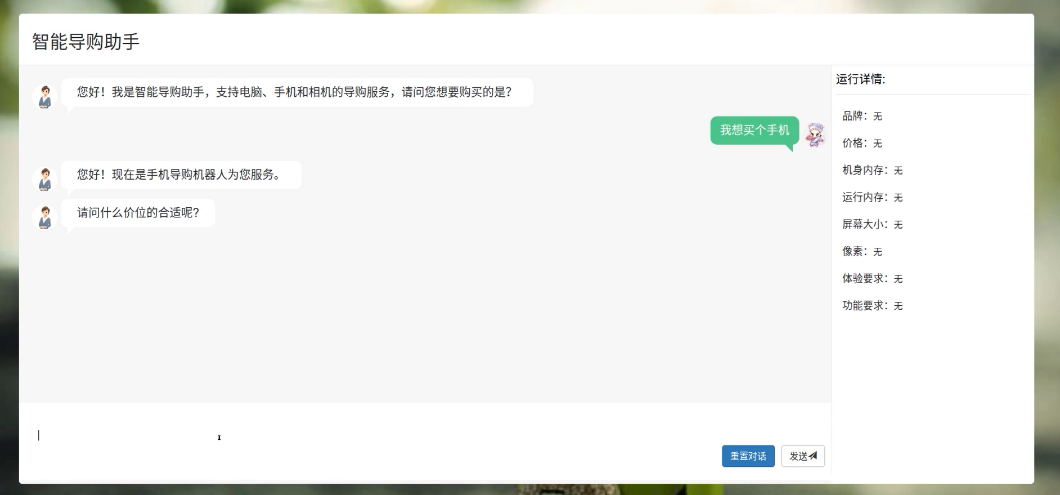 智能导购助手
您好！我是智能导购助手，支持电脑、手机和相机的导购服务，请问您想要购买的是？
我想买个手机
您好！现在是手机导购机器人为您服务。
请问什么价位的合适呢？
重置对话
发送
运行详情:
品牌：无
价格：无
机身内存：无
运行内存：无
屏幕大小：无
像素：无
体验要求：无
功能要求：无